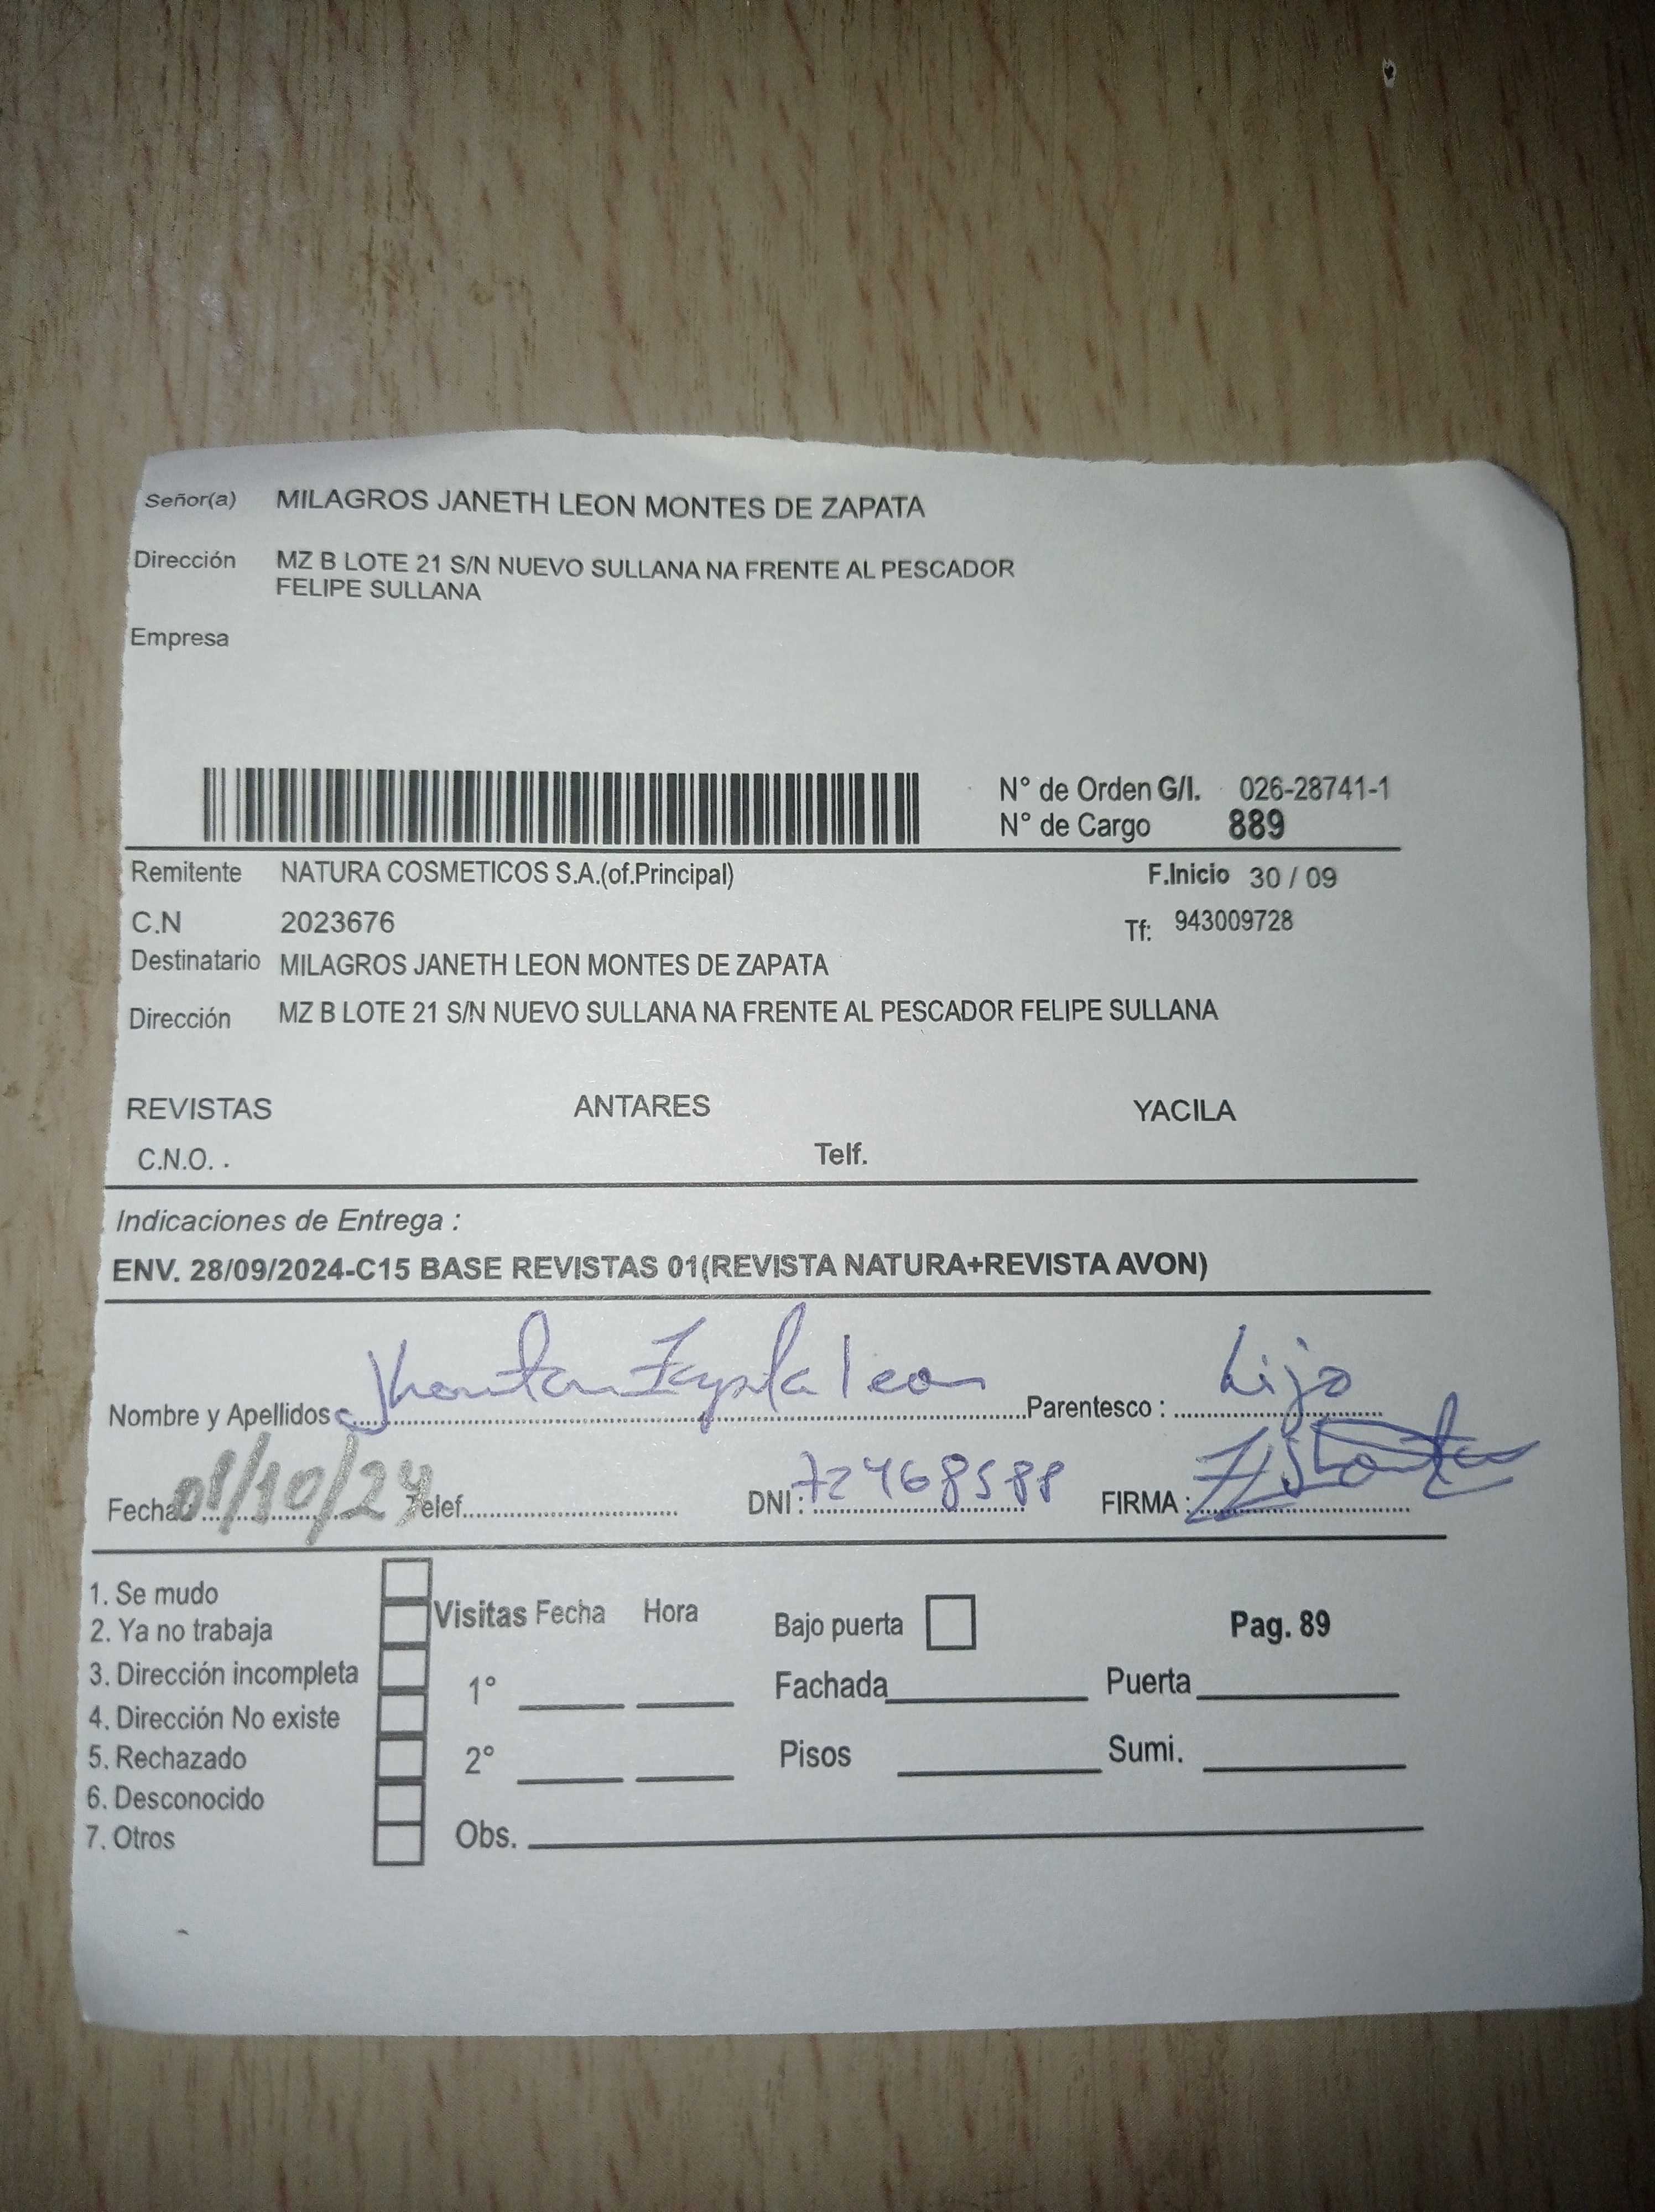 Señor(a) MILAGROS JANETH LEON MONTES DE ZAPATA
Dirección MZ B LOTE 21 S/N NUEVO SULLANA NA FRENTE AL PESCADOR
FELIPE SULLANA
Empresa
N° de Orden G/I. 026-28741-1
N° de Cargo 889
Remitente NATURA COSMETICOS S.A.(of.Principal) F.Inicio 30 / 09
C.N 2023676 Tf: 943009728
Destinatario MILAGROS JANETH LEON MONTES DE ZAPATA
Dirección MZ B LOTE 21 S/N NUEVO SULLANA NA FRENTE AL PESCADOR FELIPE SULLANA
REVISTAS ANTARES YACILA
C.N.O. . Telf.
Indicaciones de Entrega :
ENV. 28/09/2024-C15 BASE REVISTAS 01(REVISTA NATURA+REVISTA AVON)
Nombre y Apellidos Jhonatan Zapata leon Parentesco : hijo
Fecha: 01/10/24 Telef. DNI : 72468588 FIRMA :
1. Se mudo
2. Ya no trabaja
3. Dirección incompleta
4. Dirección No existe
5. Rechazado
6. Desconocido
7. Otros
Visitas Fecha Hora Bajo puerta Pag. 89
1° Fachada Puerta
2° Pisos Sumi.
Obs.